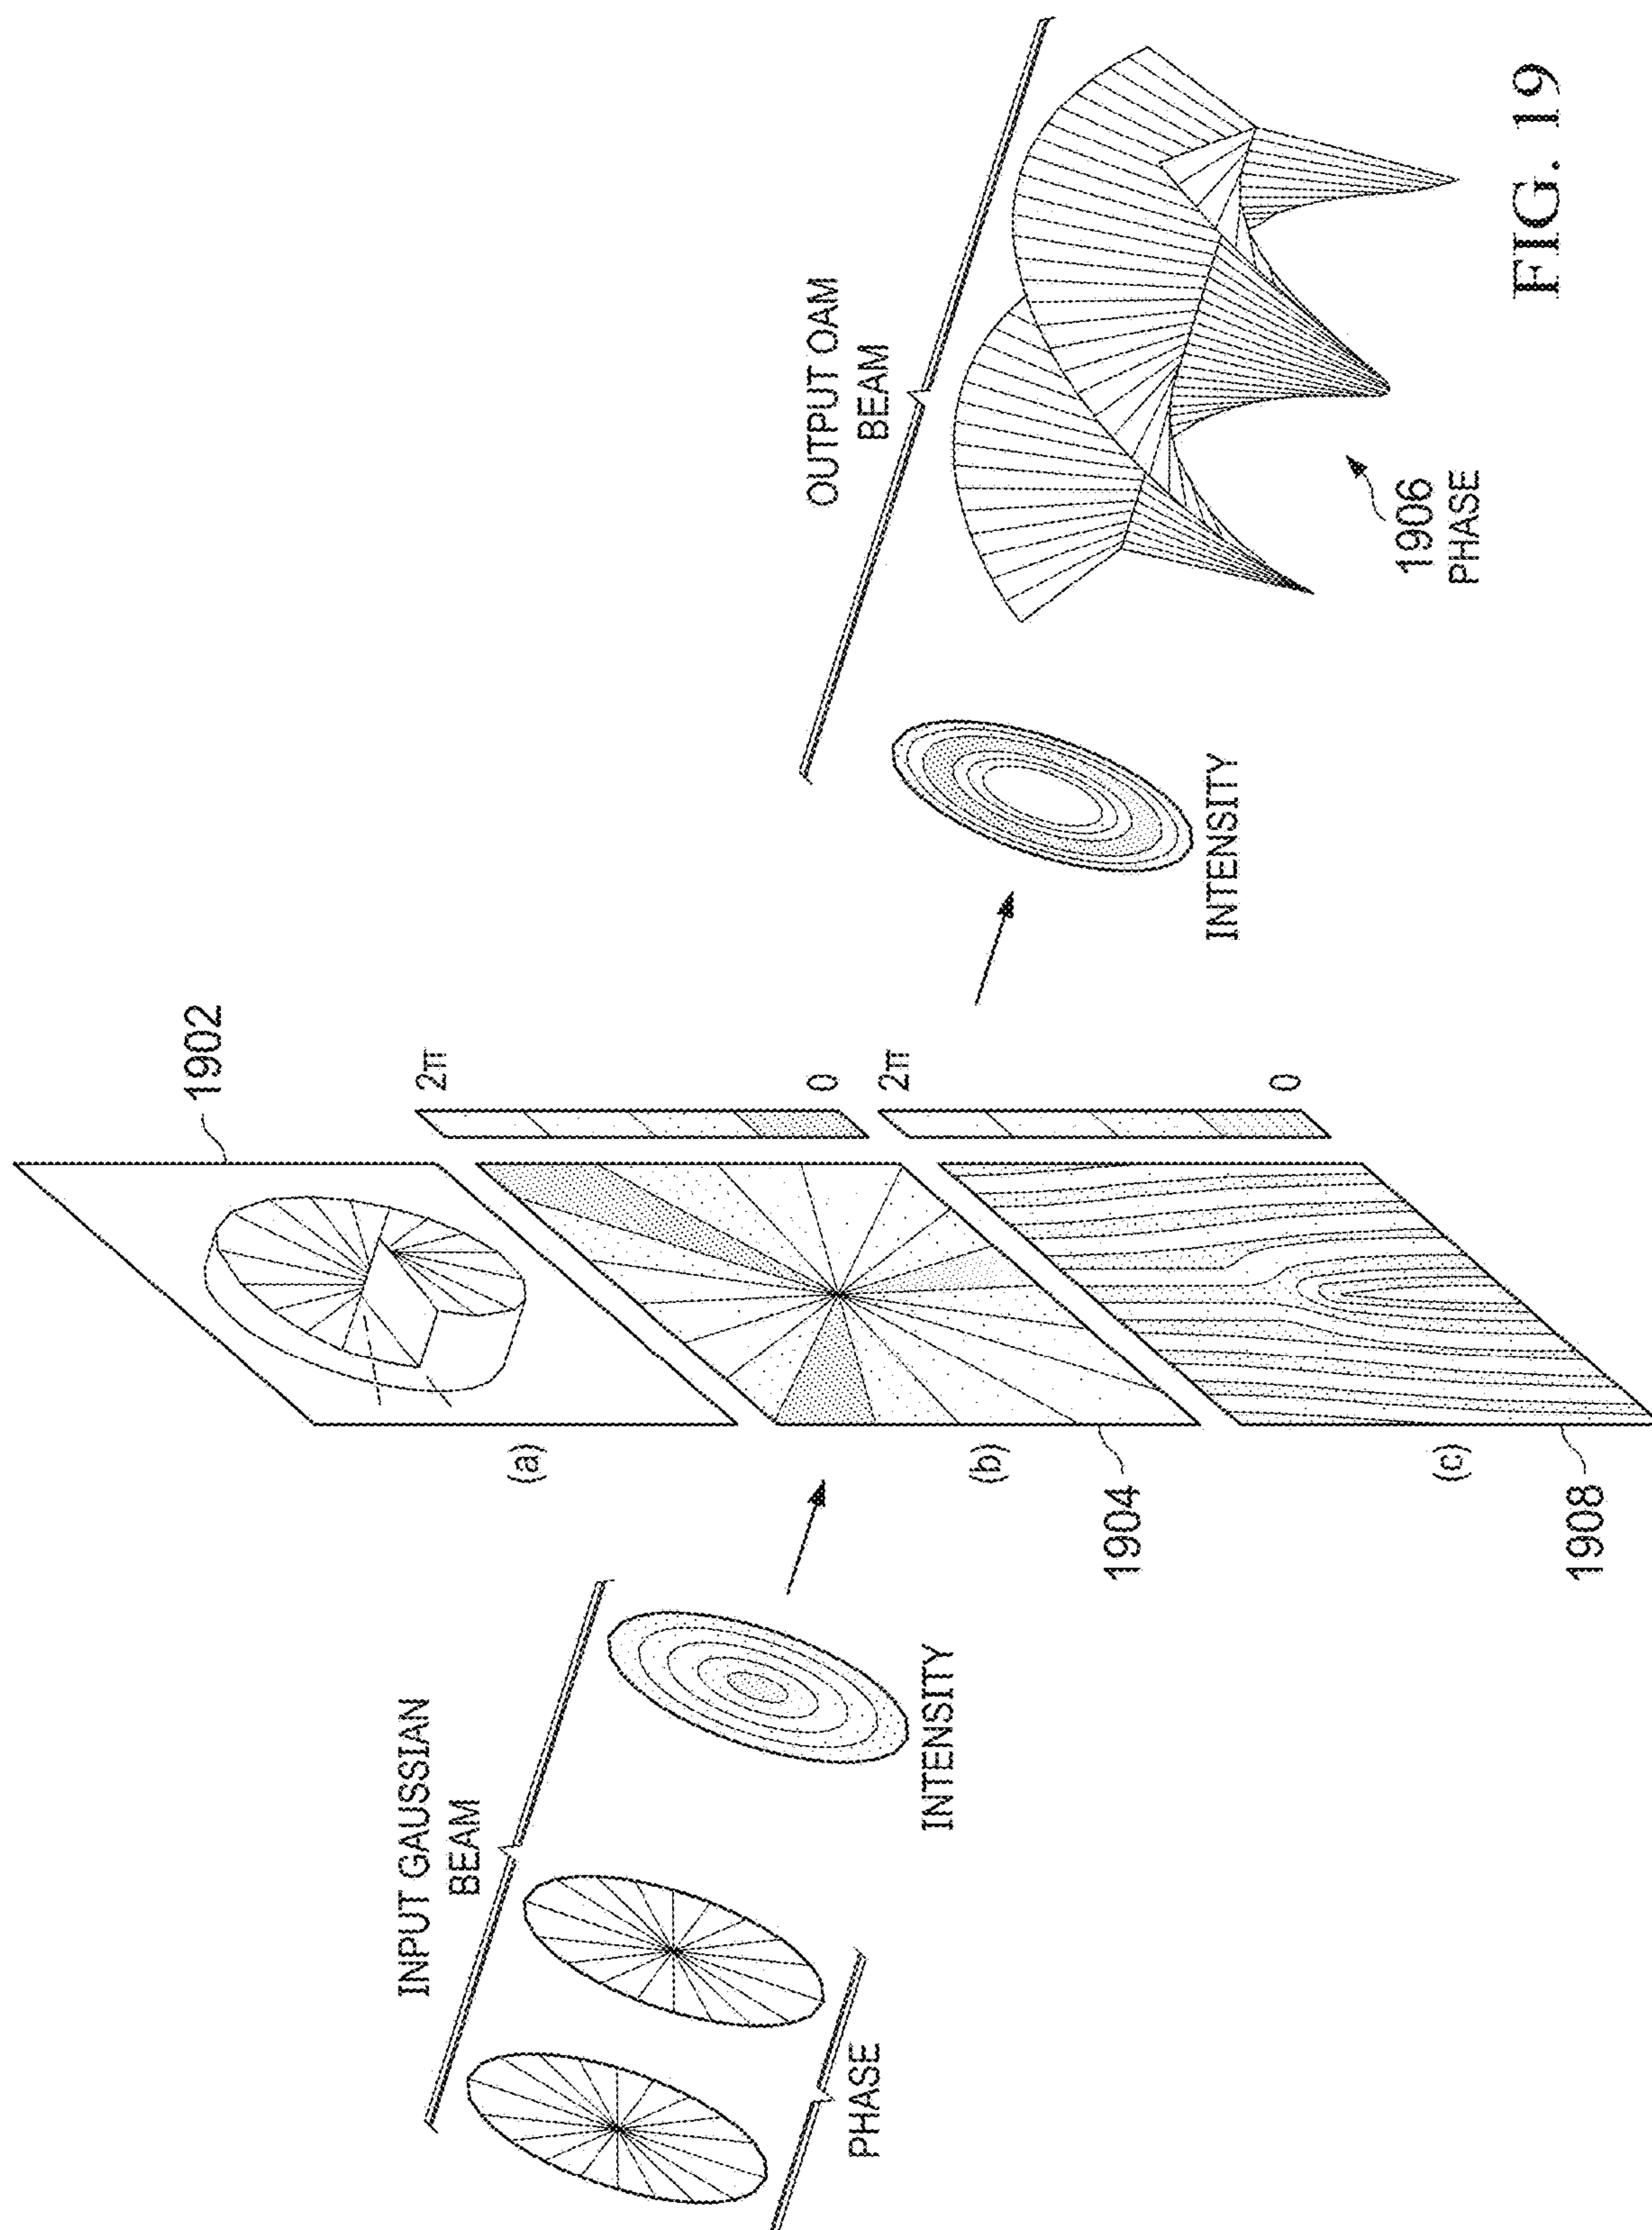 INPUT GAUSSIAN
BEAM
PHASE
INTENSITY
(a)
1902
2π
0
(b)
1904
2π
0
(c)
1908
OUTPUT OAM
BEAM
INTENSITY
1906
PHASE
FIG. 19